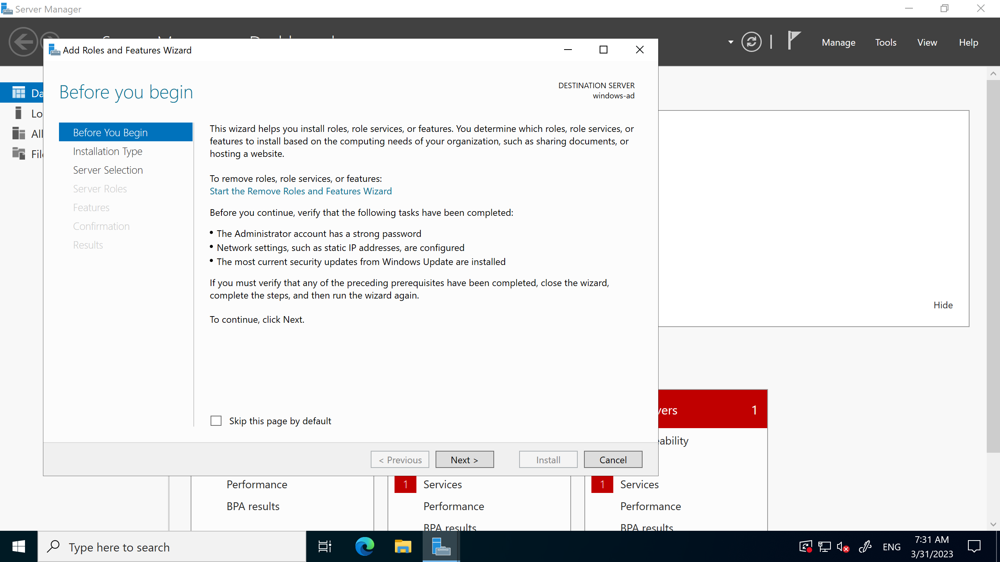 Server Manager
Manage
Tools
View
Help
Add Roles and Features Wizard
Before you begin
DESTINATION SERVER
windows-ad
Before You Begin
Installation Type
Server Selection
Server Roles
Features
Confirmation
Results
This wizard helps you install roles, role services, or features. You determine which roles, role services, or
features to install based on the computing needs of your organization, such as sharing documents, or
hosting a website.
To remove roles, role services, or features:
Start the Remove Roles and Features Wizard
Before you continue, verify that the following tasks have been completed:
• The Administrator account has a strong password
• Network settings, such as static IP addresses, are configured
• The most current security updates from Windows Update are installed
If you must verify that any of the preceding prerequisites have been completed, close the wizard,
complete the steps, and then run the wizard again.
To continue, click Next.
Skip this page by default
< Previous
Next >
Install
Cancel
Hide
All
1
Performance
BPA results
1 Services
Performance
BPA results
1 Services
Performance
BPA results
Type here to search
ENG
7:31 AM
3/31/2023